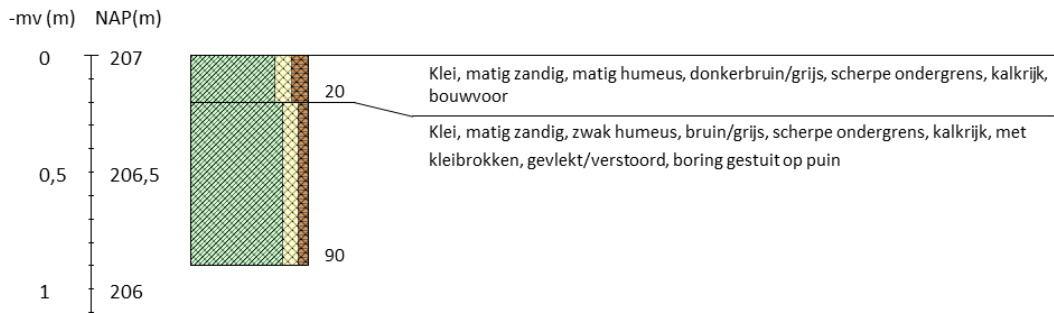 -mv (m) NAP(m)
0 207
Klei, matig zandig, matig humeus, donkerbruin/grijs, scherpe ondergrens, kalkrijk,
bouwvoor
20
Klei, matig zandig, zwak humeus, bruin/grijs, scherpe ondergrens, kalkrijk, met
kleibrokken, gevlekt/verstoord, boring gestuit op puin
0,5 206,5
90
1 206